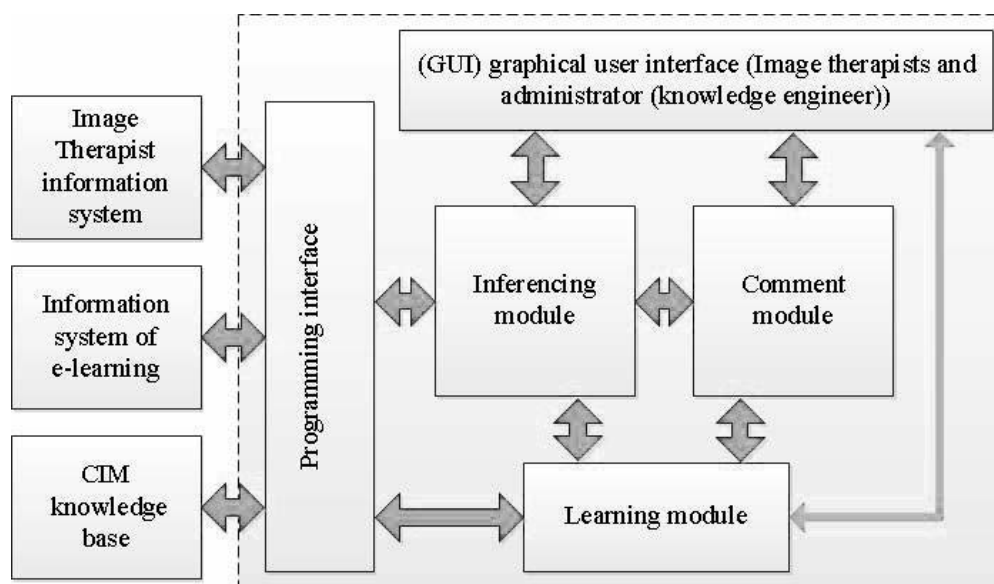 (GUI) graphical user interface (Image therapists and
administrator (knowledge engineer))
Image
Therapist
information
system
Information
system of
e-learning
CIM
knowledge
base
Programming interface
Inferencing
module
Comment
module
Learning module